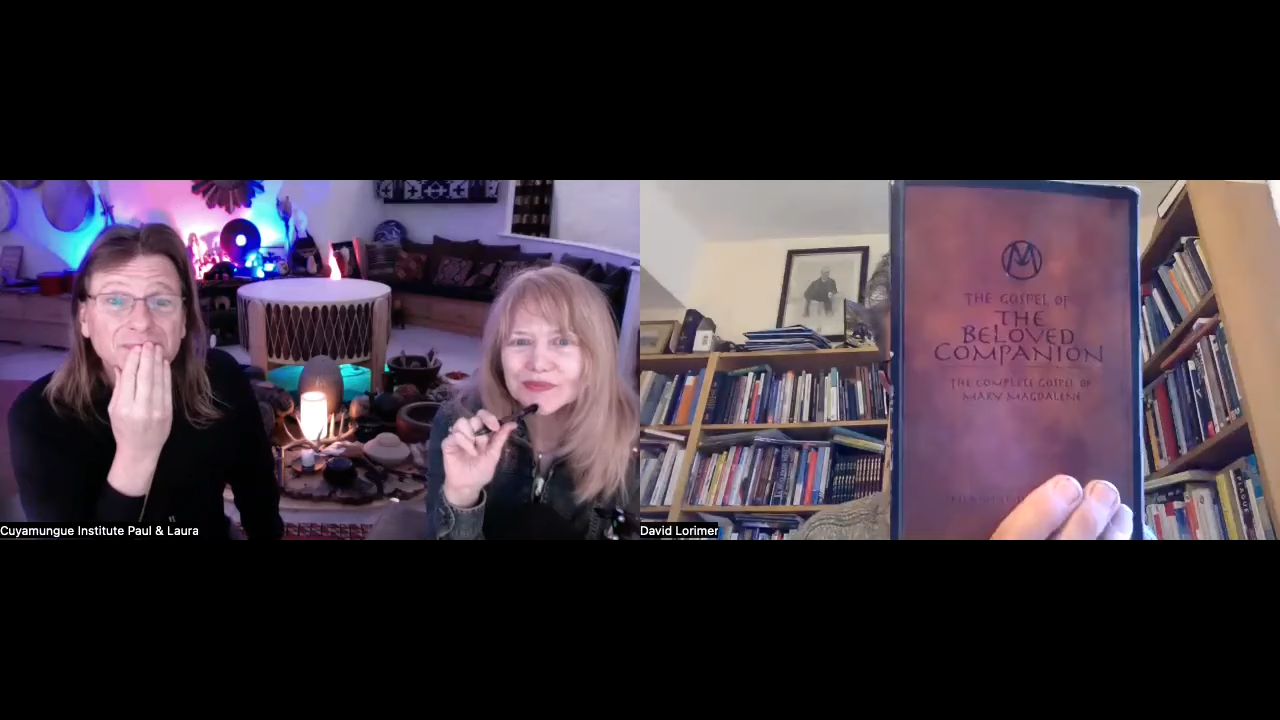 THE GOSPEL OF
THE
BELOVED
COMPANION
THE COMPLETE GOSPEL OF
MARY MAGDALENE
Cuyamungue Institute Paul & Laura
David Lorimer